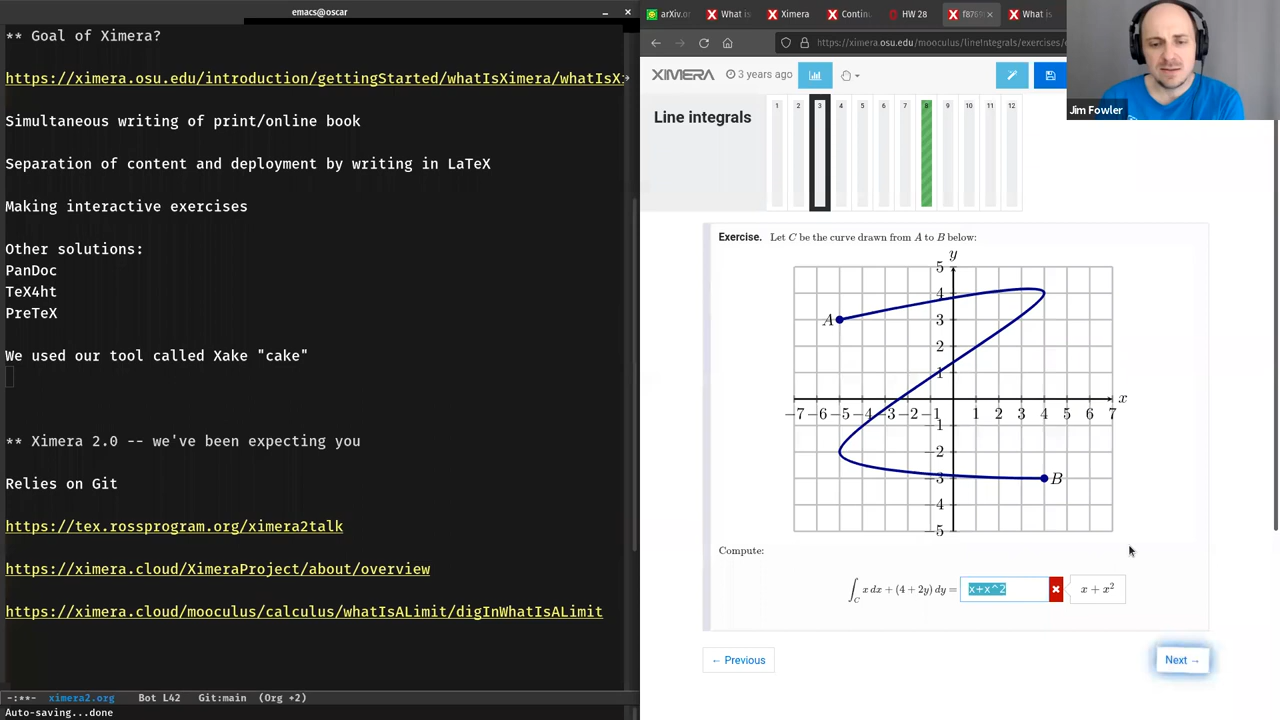 emacs@oscar
** Goal of Ximera?
https://ximera.osu.edu/introduction/gettingStarted/whatIsXimera/whatIsX
Simultaneous writing of print/online book
Separation of content and deployment by writing in LaTeX
Making interactive exercises
Other solutions:
PanDoc
TeX4ht
PreTeX
We used our tool called Xake "cake"
** Ximera 2.0 -- we've been expecting you
Relies on Git
https://tex.rossprogram.org/ximera2talk
https://ximera.cloud/XimeraProject/about/overview
https://ximera.cloud/mooculus/calculus/whatIsALimit/digInWhatIsALimit
-:**- ximera2.org Bot L42 Git:main (Org +2)
Auto-saving...done
arXiv.or What is Ximera Contin HW 28 f8769 What is
https://ximera.osu.edu/mooculus/lineIntegrals/exercises/
XIMERA 3 years ago
Jim Fowler
Line integrals
1 2 3 4 5 6 7 8 9 10 11 12
Exercise. Let C be the curve drawn from A to B below:
y
5
4
A 3
2
1
x
−7 −6 −5 −4 −3 −2 −1 1 2 3 4 5 6 7
−1
−2
−3 B
−4
−5
Compute:
∫C x dx + (4 + 2y) dy = x+x^2 x + x²
← Previous Next →